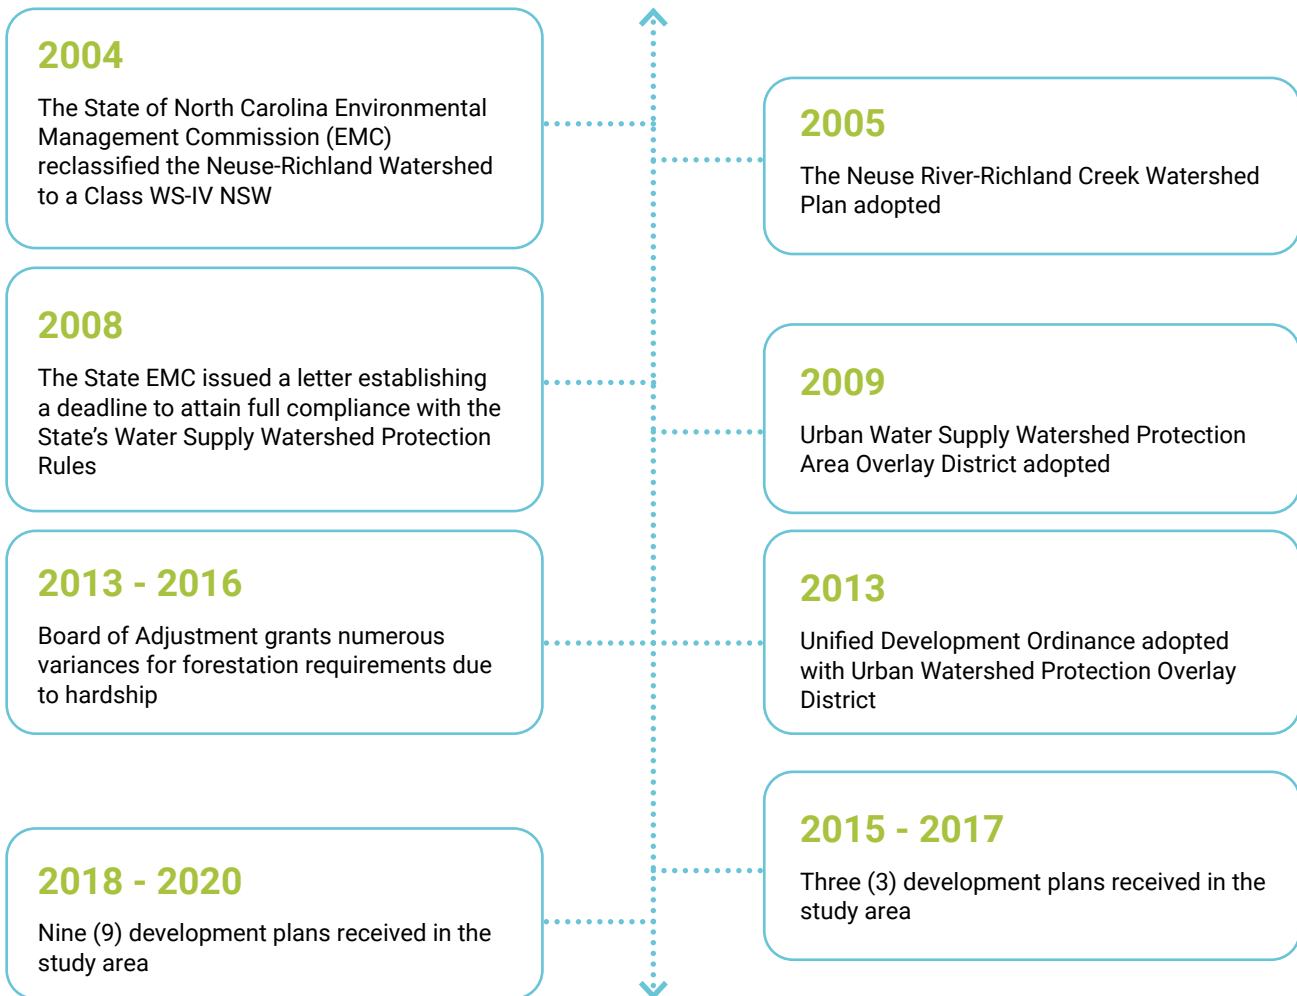 2004
The State of North Carolina Environmental
Management Commission (EMC)
reclassified the Neuse-Richland Watershed
to a Class WS-IV NSW
2005
The Neuse River-Richland Creek Watershed
Plan adopted
2008
The State EMC issued a letter establishing
a deadline to attain full compliance with the
State’s Water Supply Watershed Protection
Rules
2009
Urban Water Supply Watershed Protection
Area Overlay District adopted
2013 - 2016
Board of Adjustment grants numerous
variances for forestation requirements due
to hardship
2013
Unified Development Ordinance adopted
with Urban Watershed Protection Overlay
District
2015 - 2017
Three (3) development plans received in the
study area
2018 - 2020
Nine (9) development plans received in the
study area